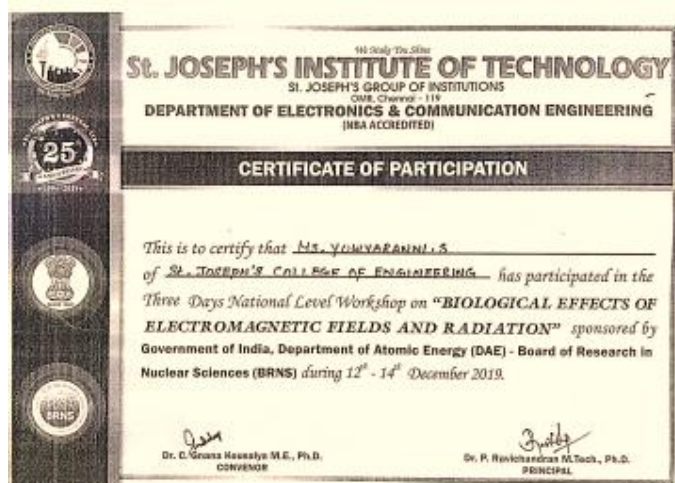 We Study To Shine
St. JOSEPH'S INSTITUTE OF TECHNOLOGY
St. JOSEPH'S GROUP OF INSTITUTIONS
OMR, Chennai - 119
DEPARTMENT OF ELECTRONICS & COMMUNICATION ENGINEERING
(NBA ACCREDITED)
25
CERTIFICATE OF PARTICIPATION
This is to certify that Ms. YUVYARANNI.S
of St. JOSEPH'S COLLEGE OF ENGINEERING has participated in the
Three Days National Level Workshop on "BIOLOGICAL EFFECTS OF
ELECTROMAGNETIC FIELDS AND RADIATION" sponsored by
Government of India, Department of Atomic Energy (DAE) - Board of Research in
Nuclear Sciences (BRNS) during 12th - 14th December 2019.
BRNS
Dr. C. Gnana Kousalya M.E., Ph.D.
CONVENOR
Dr. P. Ravichandran M.Tech., Ph.D.
PRINCIPAL